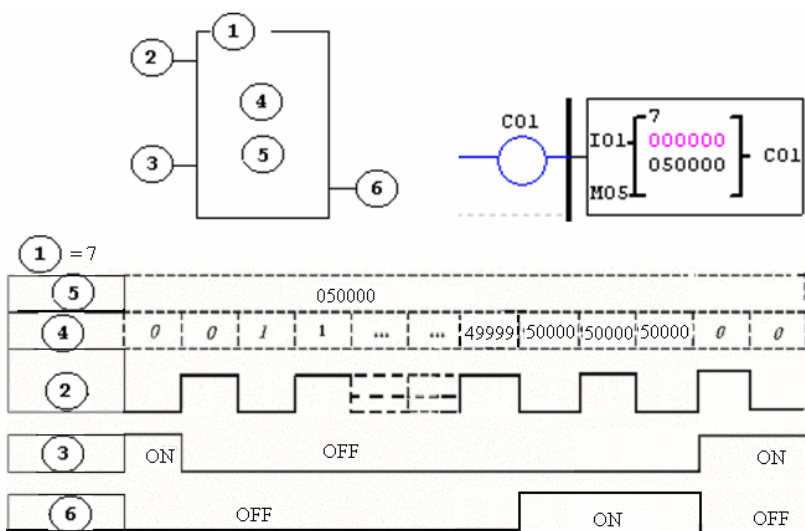 1
2
3
4
5
6
C01
I01
7
000000
050000
M05
C01
1 = 7
5 050000
4 0 0 1 1 ... ... 49999 50000 50000 50000 0 0
2
3 ON OFF ON
6 OFF ON OFF